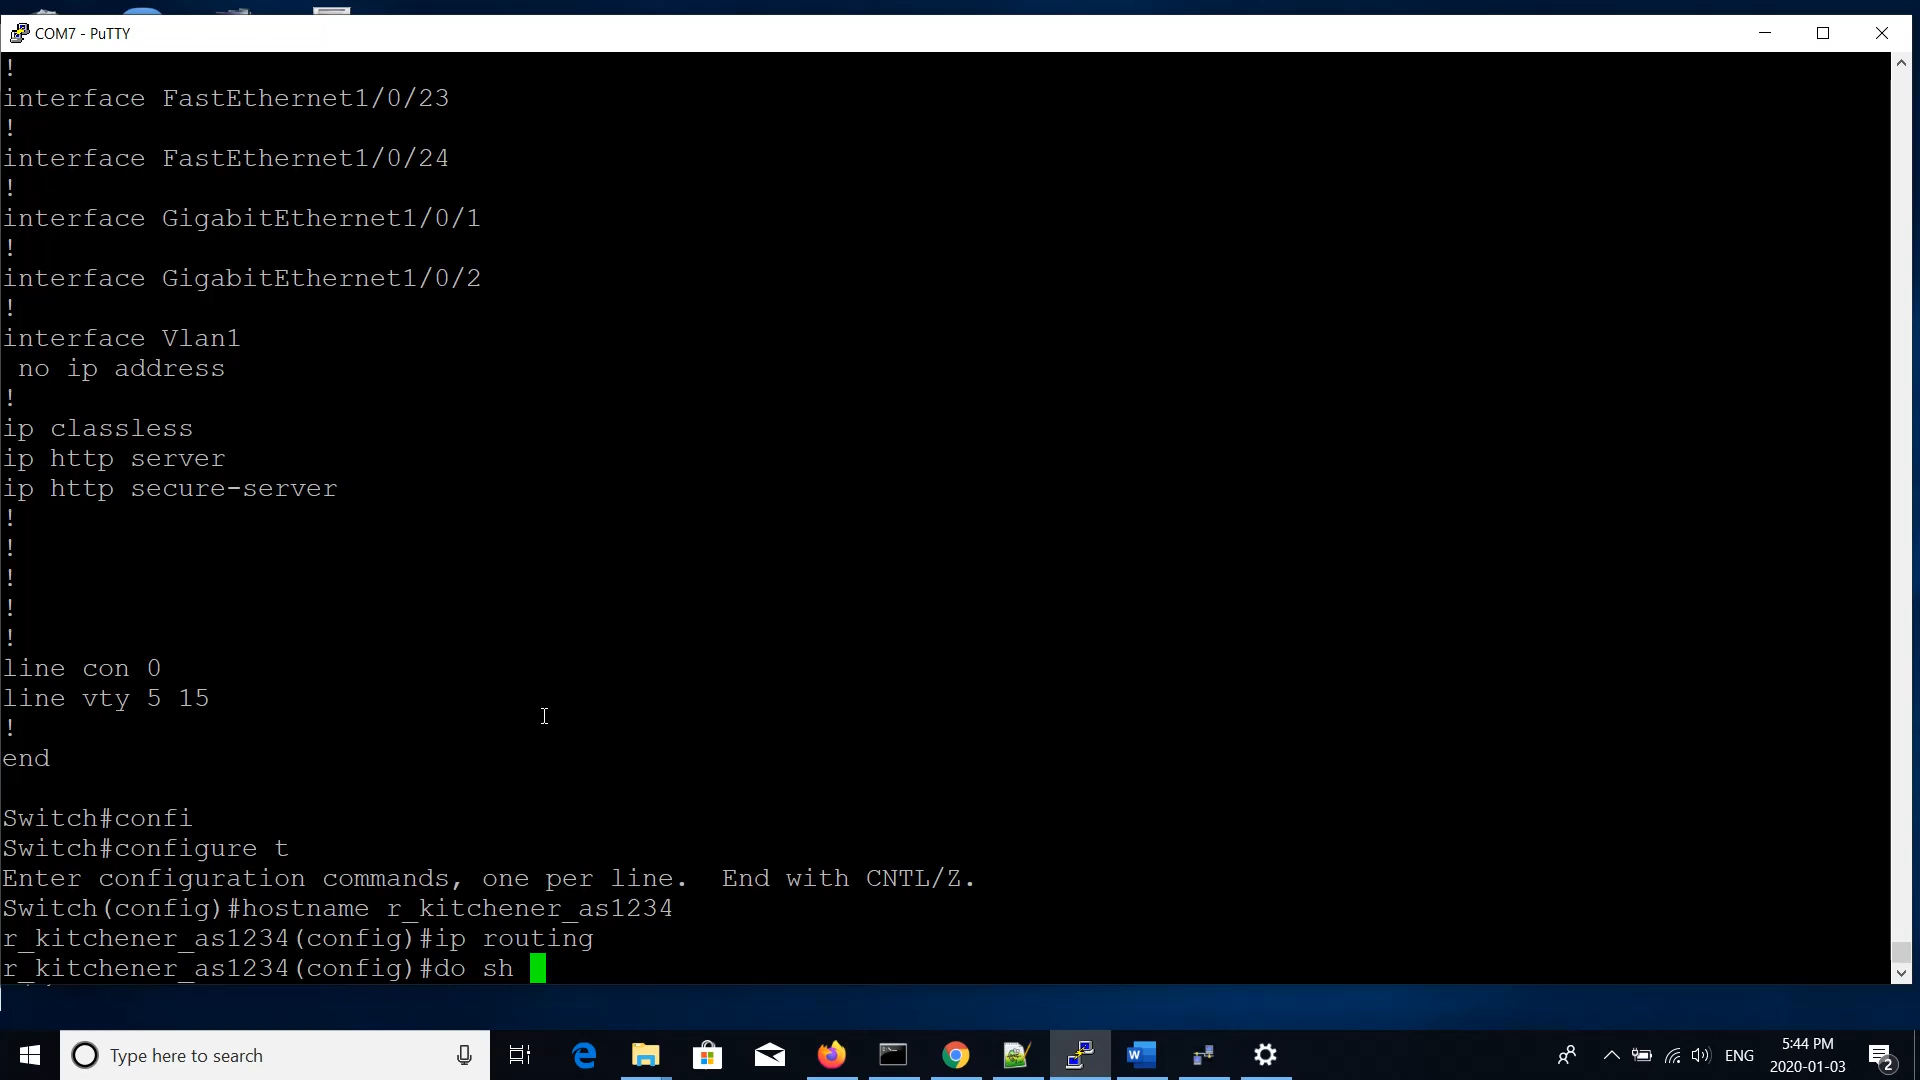 COM7 - PuTTY
!
interface FastEthernet1/0/23
!
interface FastEthernet1/0/24
!
interface GigabitEthernet1/0/1
!
interface GigabitEthernet1/0/2
!
interface Vlan1
 no ip address
!
ip classless
ip http server
ip http secure-server
!
!
!
!
!
line con 0
line vty 5 15
!
end
Switch#confi
Switch#configure t
Enter configuration commands, one per line.  End with CNTL/Z.
Switch(config)#hostname r_kitchener_as1234
r_kitchener_as1234(config)#ip routing
r_kitchener_as1234(config)#do sh
Type here to search
ENG
5:44 PM
2020-01-03
2